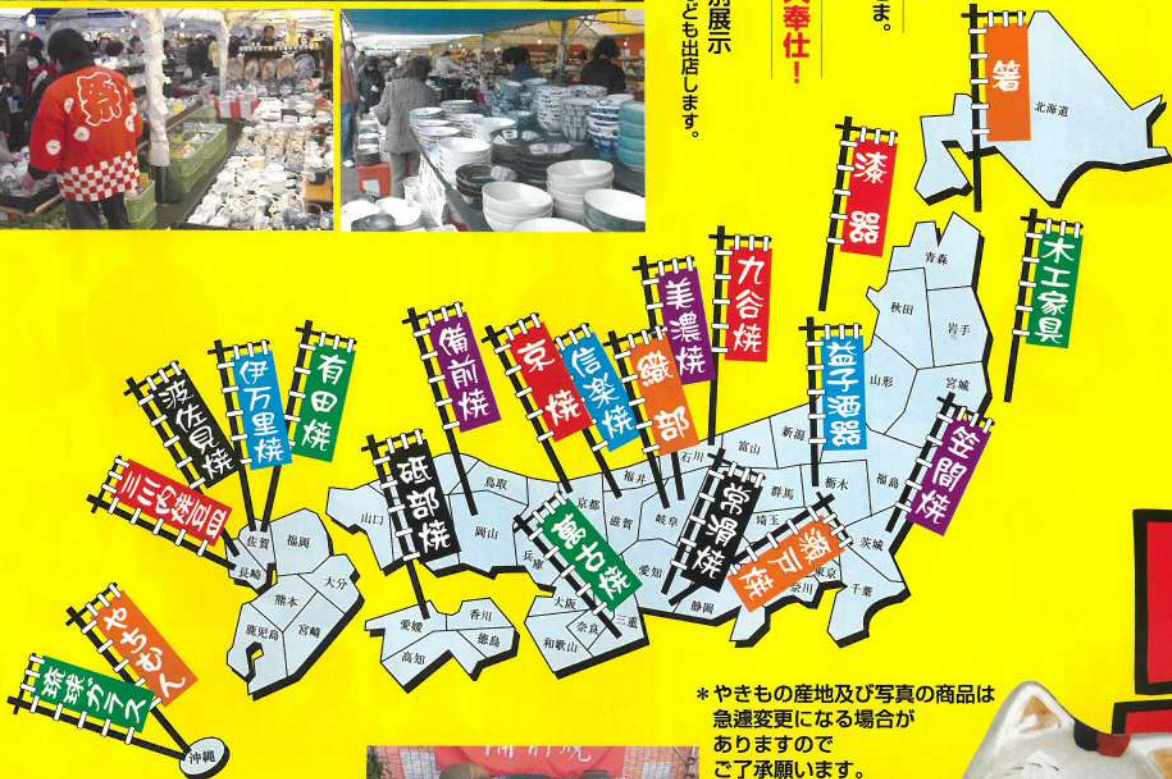 祭
ま。
奉仕!
別展示
ども出店します。
箸
北海道
漆器
木工家具
青森
秋田
岩手
山形
宮城
九谷焼
美濃焼
織部
信楽焼
京焼
備前焼
有田焼
伊万里焼
波佐見焼
三川内焼豆皿
益子酒器
笠間焼
砥部焼
萬古焼
常滑焼
瀬戸焼
やちむん
琉球ガラス
沖縄
新潟
富山
石川
福井
福島
栃木
群馬
埼玉
茨城
東京
千葉
岐阜
愛知
静岡
滋賀
京都
兵庫
大阪
奈良
三重
和歌山
鳥取
岡山
山口
香川
愛媛
徳島
高知
佐賀
福岡
長崎
大分
熊本
宮崎
鹿児島
*やきもの産地及び写真の商品は
急遽変更になる場合が
ありますので
ご了承願います。
備前焼